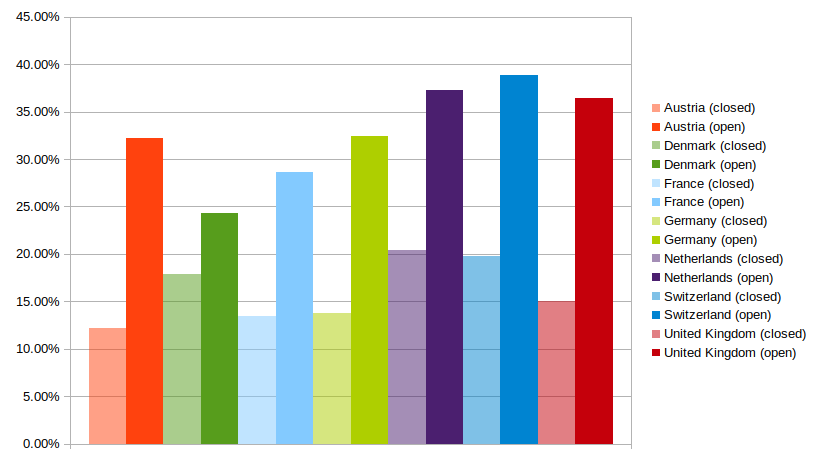 45.00%
40.00%
35.00%
30.00%
25.00%
20.00%
15.00%
10.00%
5.00%
0.00%
Austria (closed)
Austria (open)
Denmark (closed)
Denmark (open)
France (closed)
France (open)
Germany (closed)
Germany (open)
Netherlands (closed)
Netherlands (open)
Switzerland (closed)
Switzerland (open)
United Kingdom (closed)
United Kingdom (open)